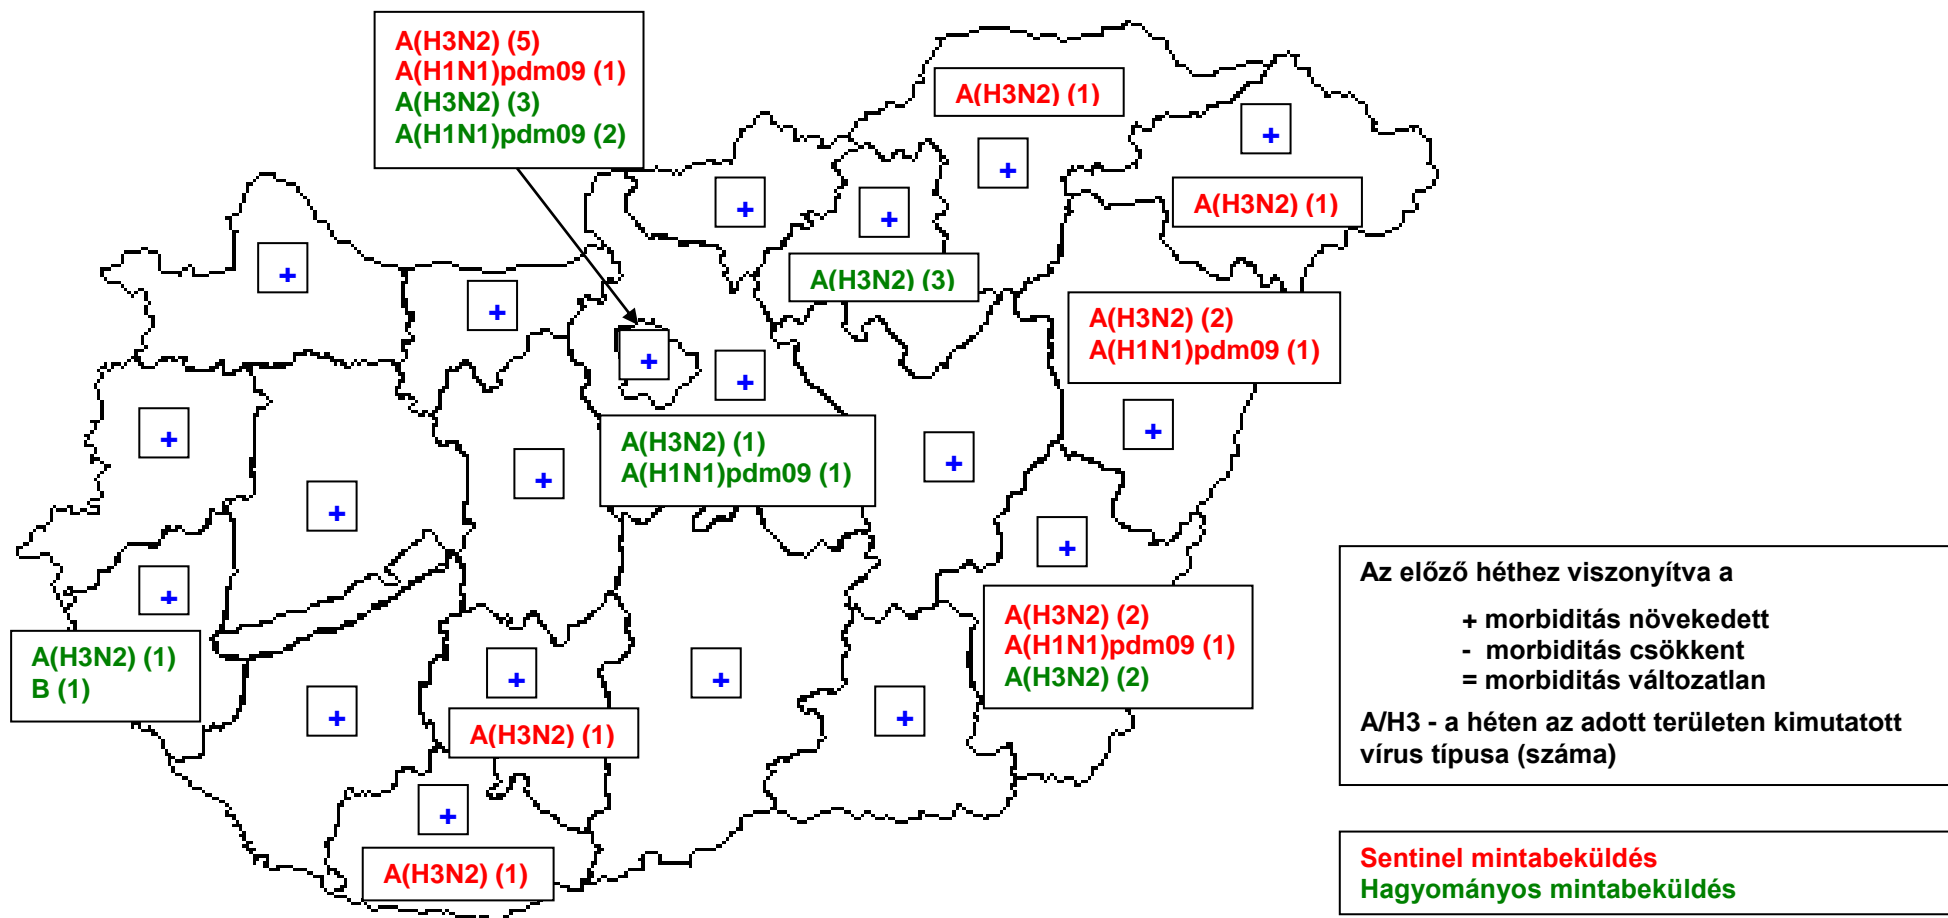 A(H3N2) (5)
A(H1N1)pdm09 (1)
A(H3N2) (3)
A(H1N1)pdm09 (2)
A(H3N2) (1)
+
+
A(H3N2) (1)
+
+
A(H3N2) (3)
+
+
A(H3N2) (2)
A(H1N1)pdm09 (1)
+
+
+
+
A(H3N2) (1)
A(H1N1)pdm09 (1)
+
+
+
+
+
A(H3N2) (2)
A(H1N1)pdm09 (1)
A(H3N2) (2)
A(H3N2) (1)
B (1)
+
+
+
+
A(H3N2) (1)
+
A(H3N2) (1)
Az előző héthez viszonyítva a
+ morbiditás növekedett
- morbiditás csökkent
= morbiditás változatlan
A/H3 - a héten az adott területen kimutatott
vírus típusa (száma)
Sentinel mintabeküldés
Hagyományos mintabeküldés